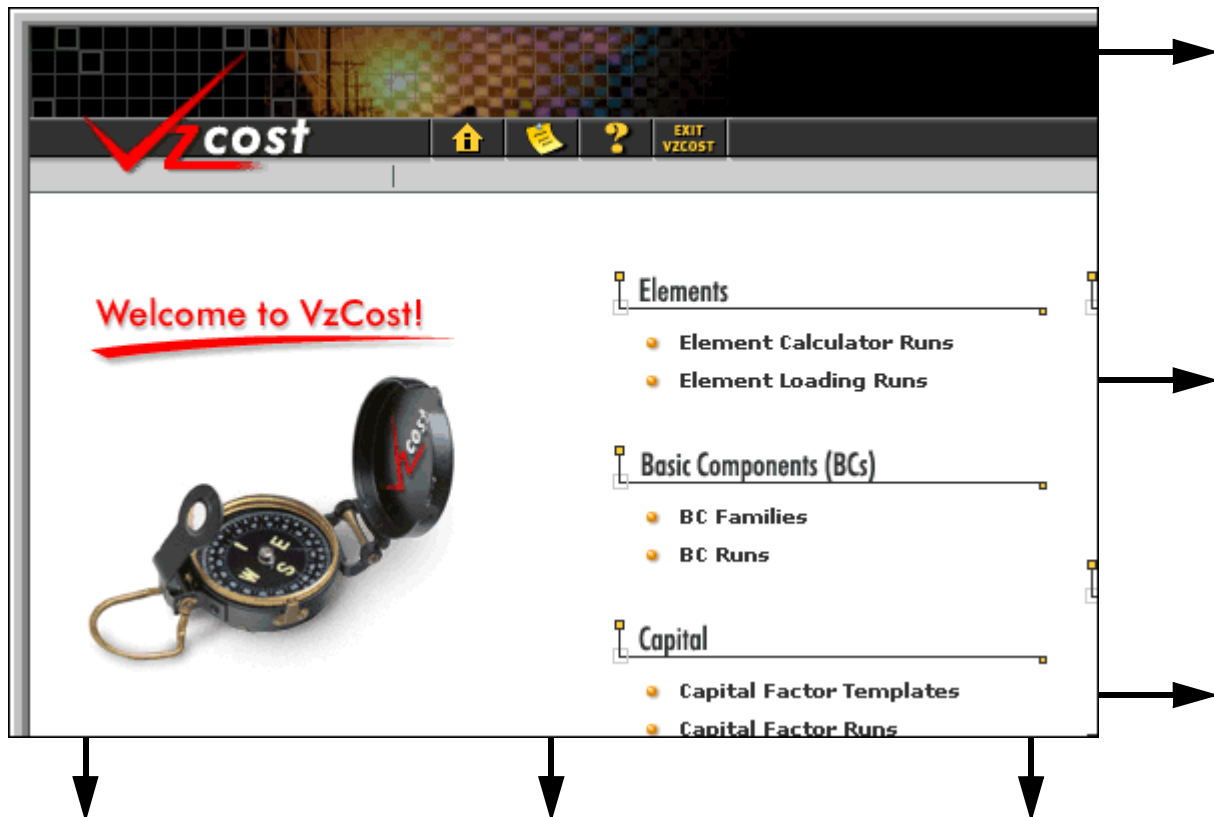 Vzcost
EXIT
VZCOST
Welcome to VzCost!
Vzcost
W
I
S
E
Elements
Element Calculator Runs
Element Loading Runs
Basic Components (BCs)
BC Families
BC Runs
Capital
Capital Factor Templates
Capital Factor Runs